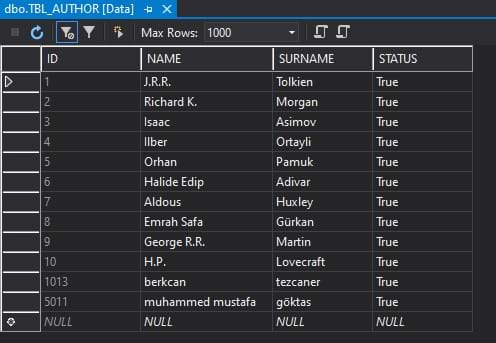 dbo.TBL_AUTHOR [Data]
Max Rows: 1000
ID NAME SURNAME STATUS
1 J.R.R. Tolkien True
2 Richard K. Morgan True
3 Isaac Asimov True
4 Ilber Ortayli True
5 Orhan Pamuk True
6 Halide Edip Adivar True
7 Aldous Huxley True
8 Emrah Safa Gürkan True
9 George R.R. Martin True
10 H.P. Lovecraft True
1013 berkcan tezcaner True
5011 muhammed mustafa göktas True
NULL NULL NULL NULL